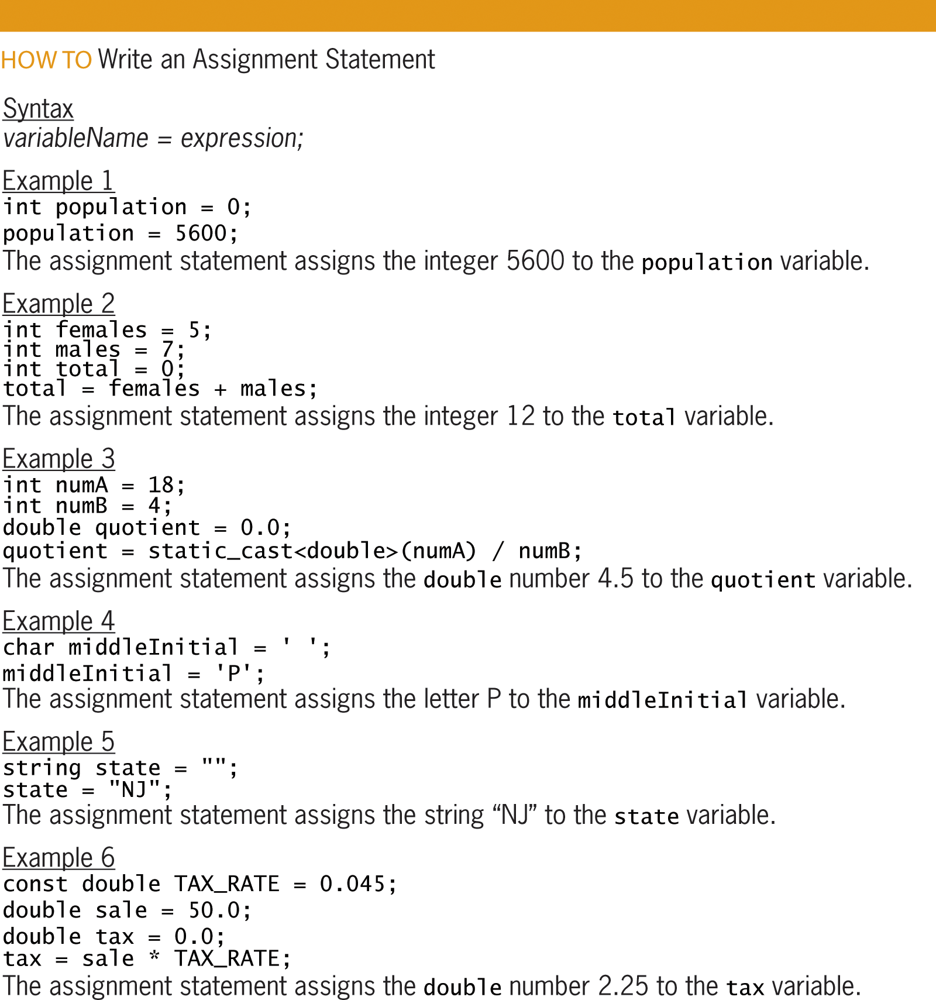 HOW TO Write an Assignment Statement
Syntax
variableName = expression;
Example 1
int population = 0;
population = 5600;
The assignment statement assigns the integer 5600 to the population variable.
Example 2
int females = 5;
int males = 7;
int total = 0;
total = females + males;
The assignment statement assigns the integer 12 to the total variable.
Example 3
int numA = 18;
int numB = 4;
double quotient = 0.0;
quotient = static_cast<double>(numA) / numB;
The assignment statement assigns the double number 4.5 to the quotient variable.
Example 4
char middleInitial = ' ';
middleInitial = 'P';
The assignment statement assigns the letter P to the middleInitial variable.
Example 5
string state = "";
state = "NJ";
The assignment statement assigns the string “NJ” to the state variable.
Example 6
const double TAX_RATE = 0.045;
double sale = 50.0;
double tax = 0.0;
tax = sale * TAX_RATE;
The assignment statement assigns the double number 2.25 to the tax variable.